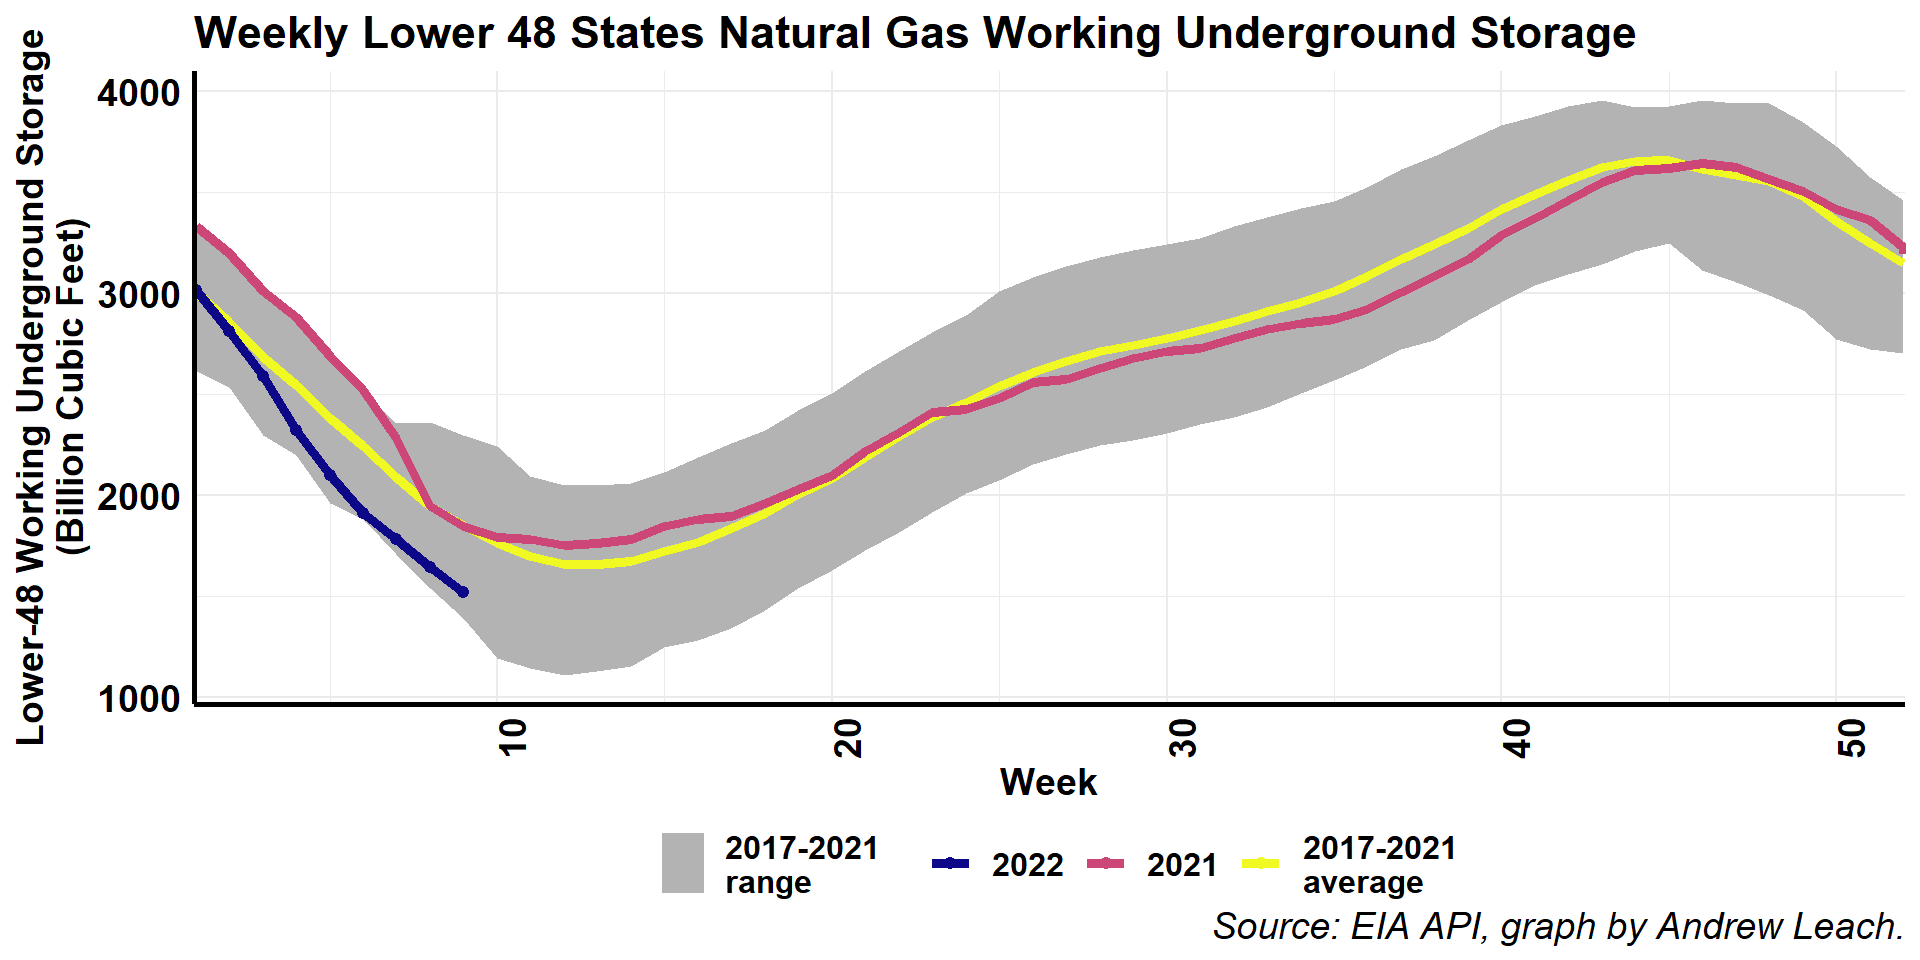 Weekly Lower 48 States Natural Gas Working Underground Storage
Lower-48 Working Underground Storage
(Billion Cubic Feet)
4000
3000
2000
1000
10
20
30
40
50
Week
2017-2021
range
2022
2021
2017-2021
average
Source: EIA API, graph by Andrew Leach.